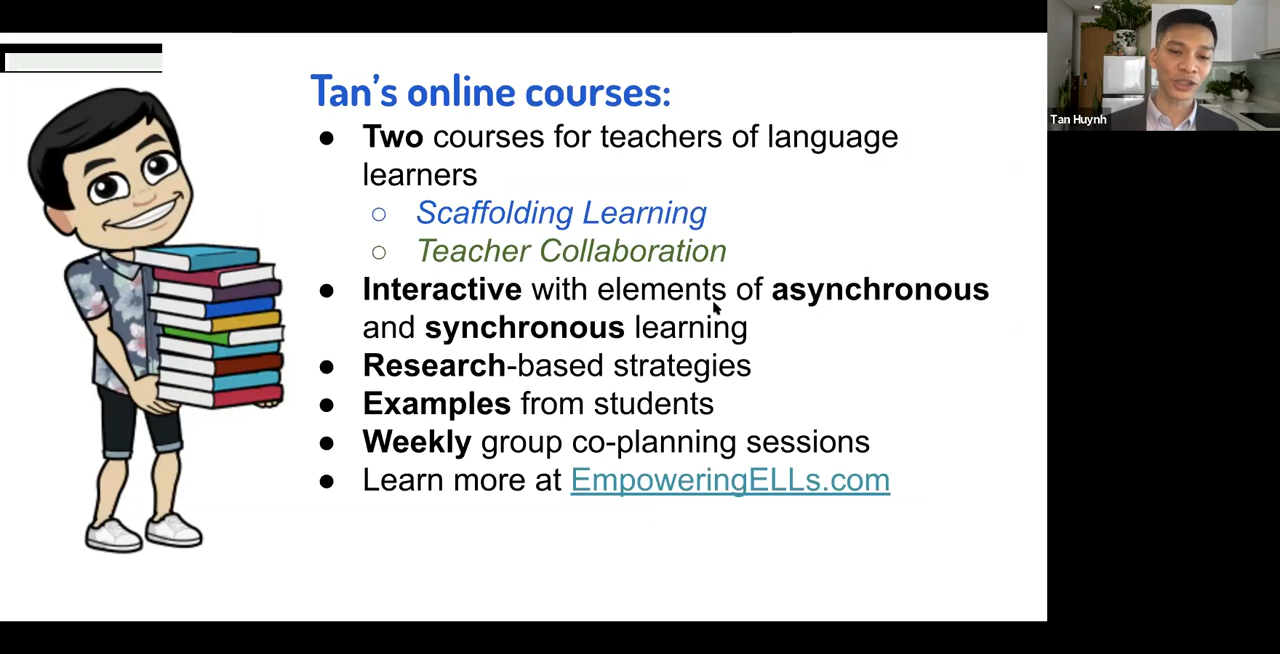 Tan's online courses:
● Two courses for teachers of language
learners
○ Scaffolding Learning
○ Teacher Collaboration
● Interactive with elements of asynchronous
and synchronous learning
● Research-based strategies
● Examples from students
● Weekly group co-planning sessions
● Learn more at EmpoweringELLs.com
Tan Huynh